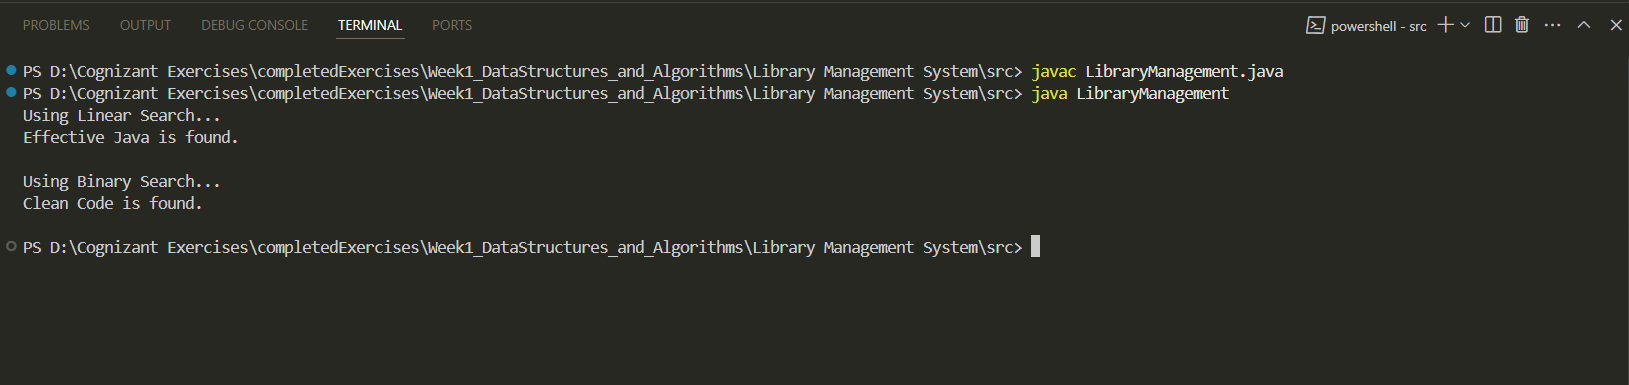 PROBLEMS OUTPUT DEBUG CONSOLE TERMINAL PORTS powershell - src
PS D:\Cognizant Exercises\completedExercises\Week1_DataStructures_and_Algorithms\Library Management System\src> javac LibraryManagement.java
PS D:\Cognizant Exercises\completedExercises\Week1_DataStructures_and_Algorithms\Library Management System\src> java LibraryManagement
Using Linear Search...
Effective Java is found.
Using Binary Search...
Clean Code is found.
PS D:\Cognizant Exercises\completedExercises\Week1_DataStructures_and_Algorithms\Library Management System\src>